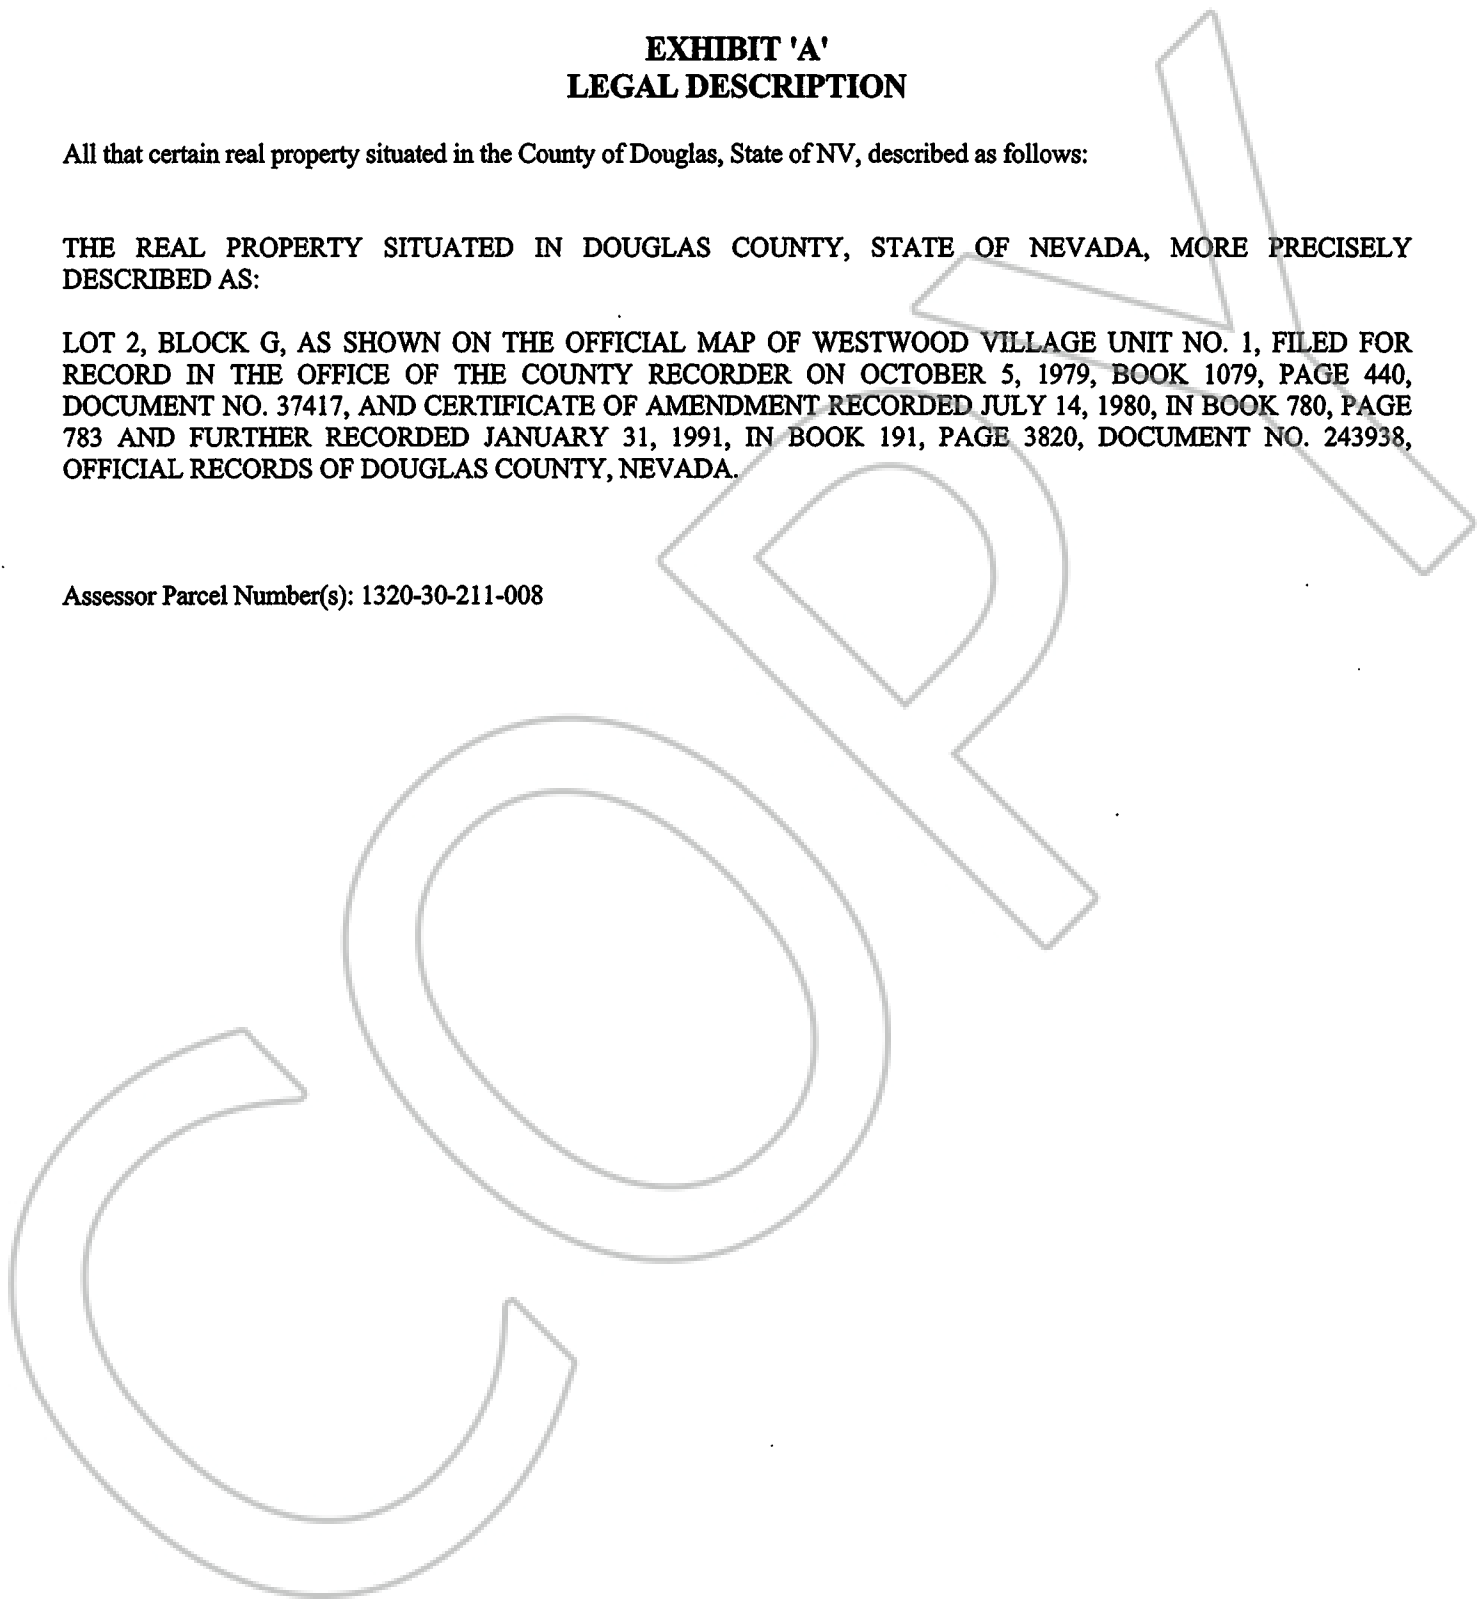 EXHIBIT 'A'
LEGAL DESCRIPTION
All that certain real property situated in the County of Douglas, State of NV, described as follows:
THE REAL PROPERTY SITUATED IN DOUGLAS COUNTY, STATE OF NEVADA, MORE PRECISELY
DESCRIBED AS:
LOT 2, BLOCK G, AS SHOWN ON THE OFFICIAL MAP OF WESTWOOD VILLAGE UNIT NO. 1, FILED FOR
RECORD IN THE OFFICE OF THE COUNTY RECORDER ON OCTOBER 5, 1979, BOOK 1079, PAGE 440,
DOCUMENT NO. 37417, AND CERTIFICATE OF AMENDMENT RECORDED JULY 14, 1980, IN BOOK 780, PAGE
783 AND FURTHER RECORDED JANUARY 31, 1991, IN BOOK 191, PAGE 3820, DOCUMENT NO. 243938,
OFFICIAL RECORDS OF DOUGLAS COUNTY, NEVADA.
Assessor Parcel Number(s): 1320-30-211-008
COPY